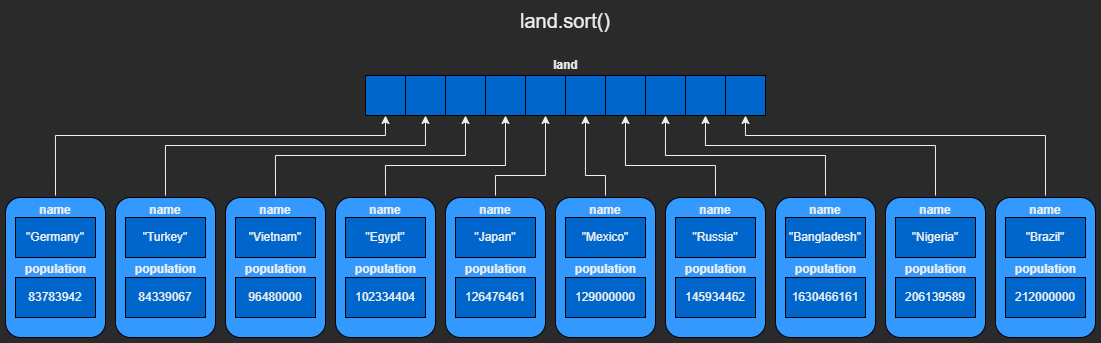 land.sort()
land
name name name name name name name name name name
"Germany" "Turkey" "Vietnam" "Egypt" "Japan" "Mexico" "Russia" "Bangladesh" "Nigeria" "Brazil"
population population population population population population population population population population
83783942 84339067 96480000 102334404 126476461 129000000 145934462 1630466161 206139589 212000000